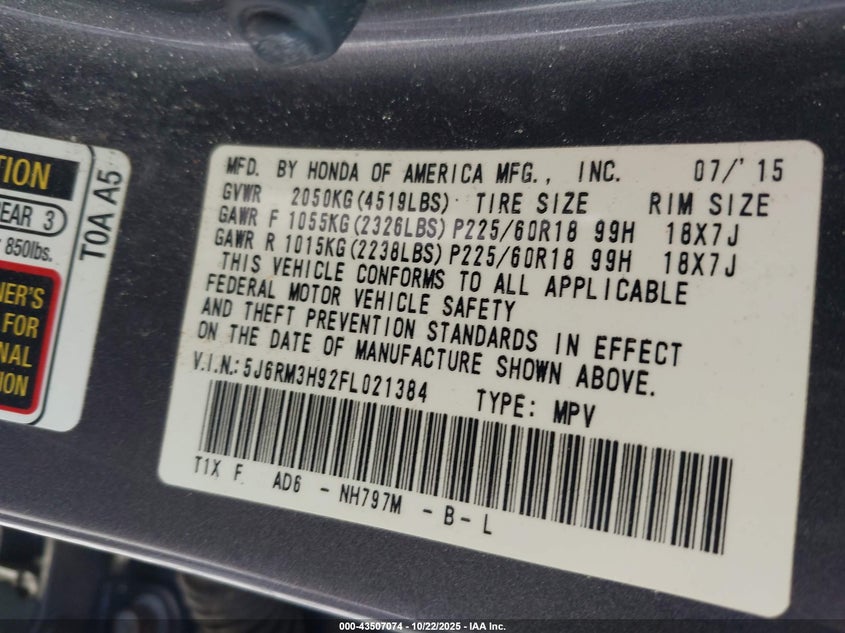 TION
EAR 3
850lbs.
T0A A5
NER'S
FOR
NAL
ION
MFD. BY HONDA OF AMERICA MFG., INC. 07/'15
GVWR 2050KG(4519LBS) TIRE SIZE RIM SIZE
GAWR F 1055KG(2326LBS) P225/60R18 99H 18X7J
GAWR R 1015KG(2238LBS) P225/60R18 99H 18X7J
THIS VEHICLE CONFORMS TO ALL APPLICABLE
FEDERAL MOTOR VEHICLE SAFETY
AND THEFT PREVENTION STANDARDS IN EFFECT
ON THE DATE OF MANUFACTURE SHOWN ABOVE.
V.I.N.: 5J6RM3H92FL021384 TYPE: MPV
T1X F AD6 - NH797M - B - L
000-43507074 - 10/22/2025 - IAA Inc.